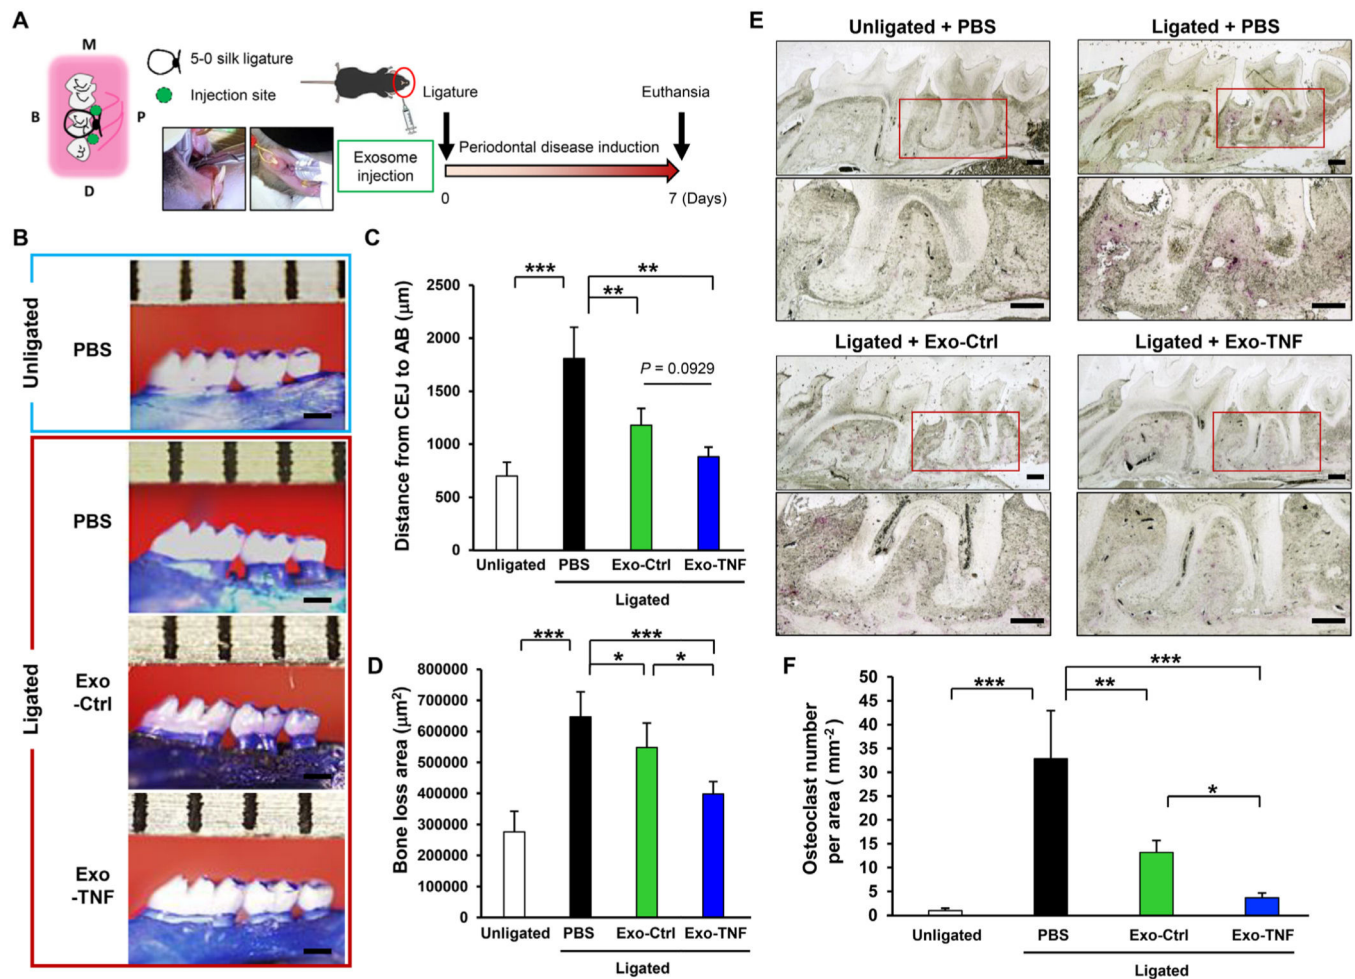 A
M
B
P
D
5-0 silk ligature
Injection site
Exosome
injection
Ligature
Euthansia
Periodontal disease induction
0
7 (Days)
B
Unligated
PBS
Ligated
PBS
Exo
-Ctrl
Exo
-TNF
C
Distance from CEJ to AB (μm)
2500
2000
1500
1000
500
0
***
**
**
P = 0.0929
Unligated
PBS
Exo-Ctrl
Exo-TNF
Ligated
D
Bone loss area (μm²)
800000
700000
600000
500000
400000
300000
200000
100000
0
***
***
*
*
Unligated
PBS
Exo-Ctrl
Exo-TNF
Ligated
E
Unligated + PBS
Ligated + PBS
Ligated + Exo-Ctrl
Ligated + Exo-TNF
F
Osteoclast number
per area ( mm⁻²)
50
45
40
35
30
25
20
15
10
5
0
***
**
***
*
Unligated
PBS
Exo-Ctrl
Exo-TNF
Ligated